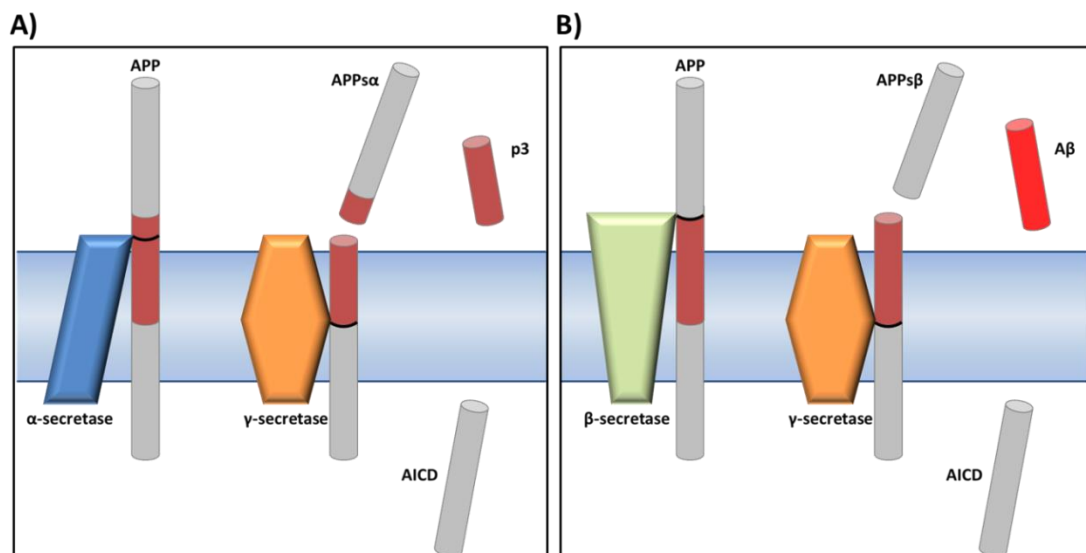 A)
APP
APPsα
p3
α-secretase
γ-secretase
AICD
B)
APP
APPsβ
Aβ
β-secretase
γ-secretase
AICD